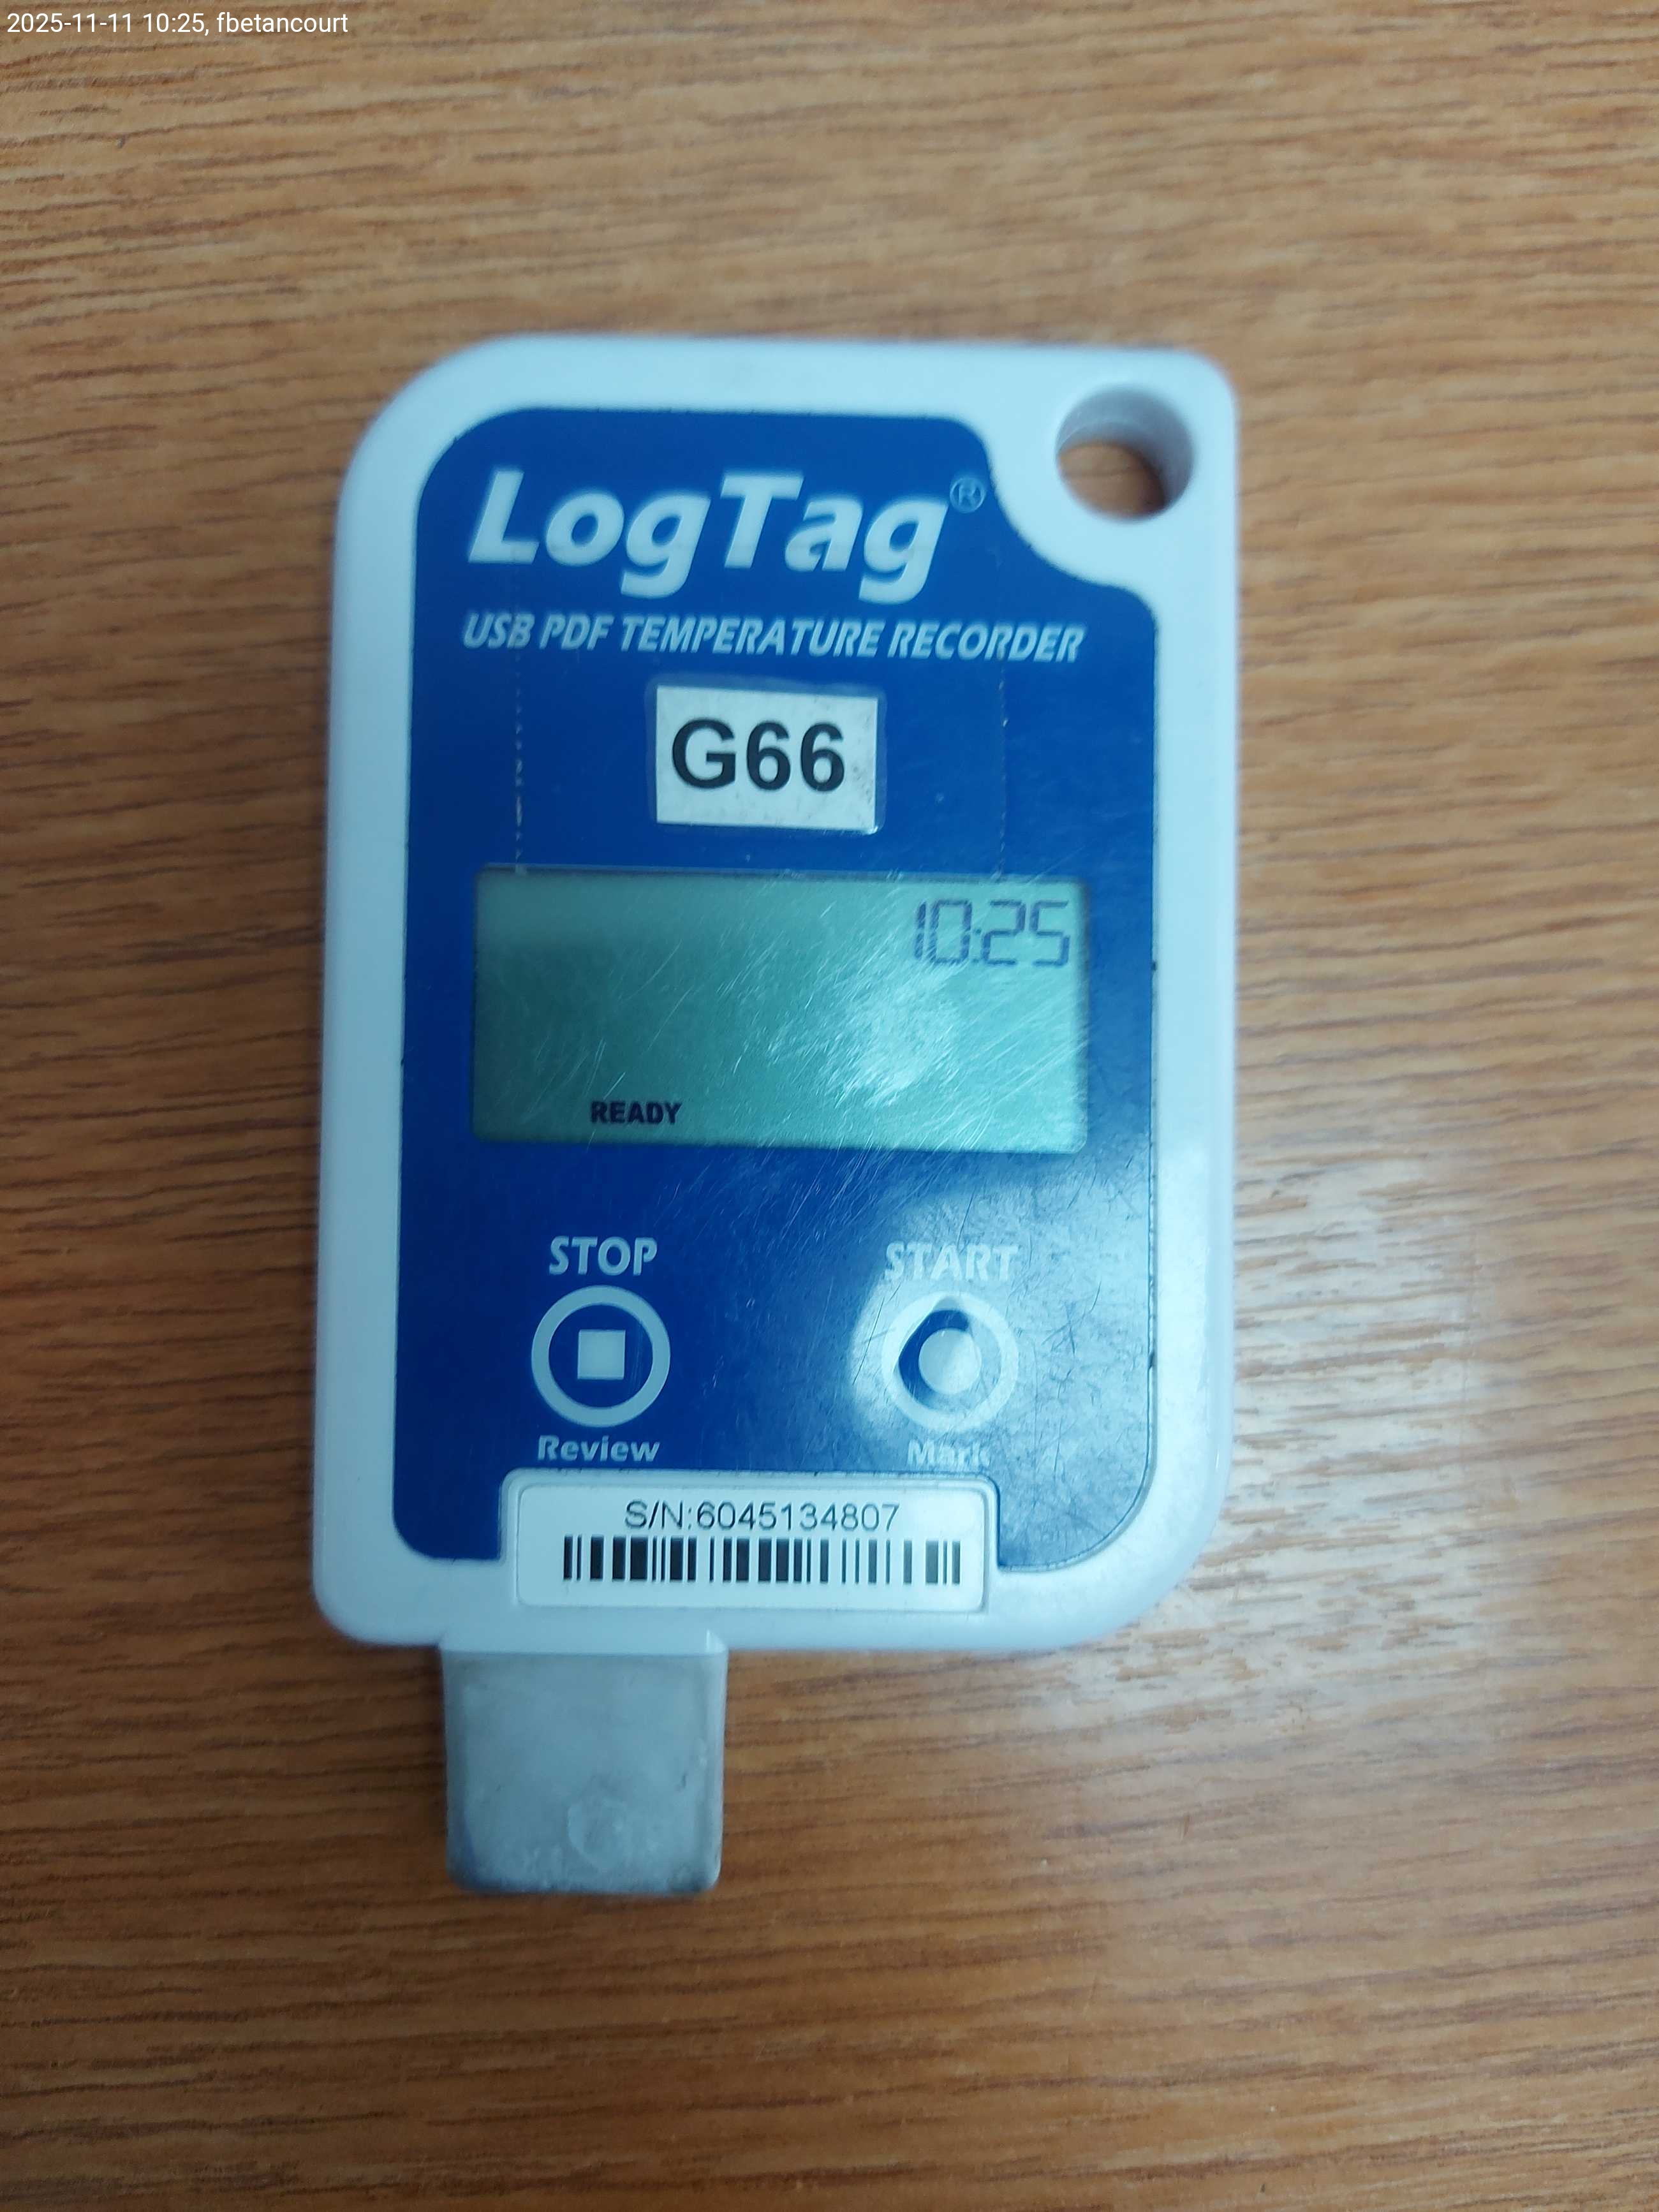 2025-11-11 10:25, fbetancourt
LogTag®
USB PDF TEMPERATURE RECORDER
G66
10:25
READY
STOP START
Review Mark
S/N:6045134807